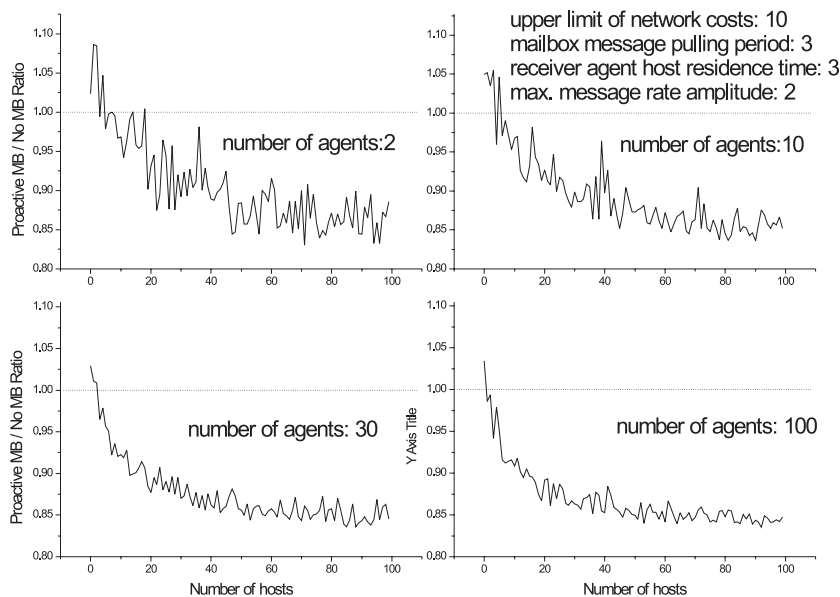 upper limit of network costs: 10
mailbox message pulling period: 3
receiver agent host residence time: 3
max. message rate amplitude: 2
Proactive MB / No MB Ratio
1.10
1.05
1.00
0.95
0.90
0.85
0.80
number of agents:2
0 20 40 60 80 100
1.10
1.05
1.00
0.95
0.90
0.85
0.80
number of agents:10
0 20 40 60 80 100
Proactive MB / No MB Ratio
1.10
1.05
1.00
0.95
0.90
0.85
0.80
number of agents: 30
0 20 40 60 80 100
Number of hosts
Y Axis Title
1.10
1.05
1.00
0.95
0.90
0.85
0.80
number of agents: 100
0 20 40 60 80 100
Number of hosts